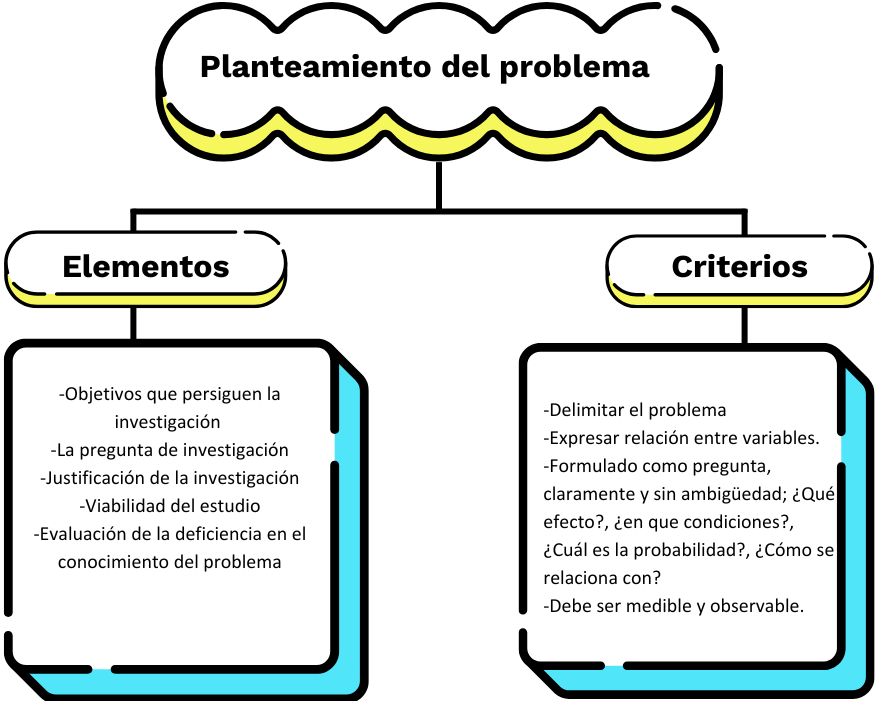 Planteamiento del problema
Elementos
-Objetivos que persiguen la
investigación
-La pregunta de investigación
-Justificación de la investigación
-Viabilidad del estudio
-Evaluación de la deficiencia en el
conocimiento del problema
Criterios
-Delimitar el problema
-Expresar relación entre variables.
-Formulado como pregunta,
claramente y sin ambigüedad; ¿Qué
efecto?, ¿en que condiciones?,
¿Cuál es la probabilidad?, ¿Cómo se
relaciona con?
-Debe ser medible y observable.